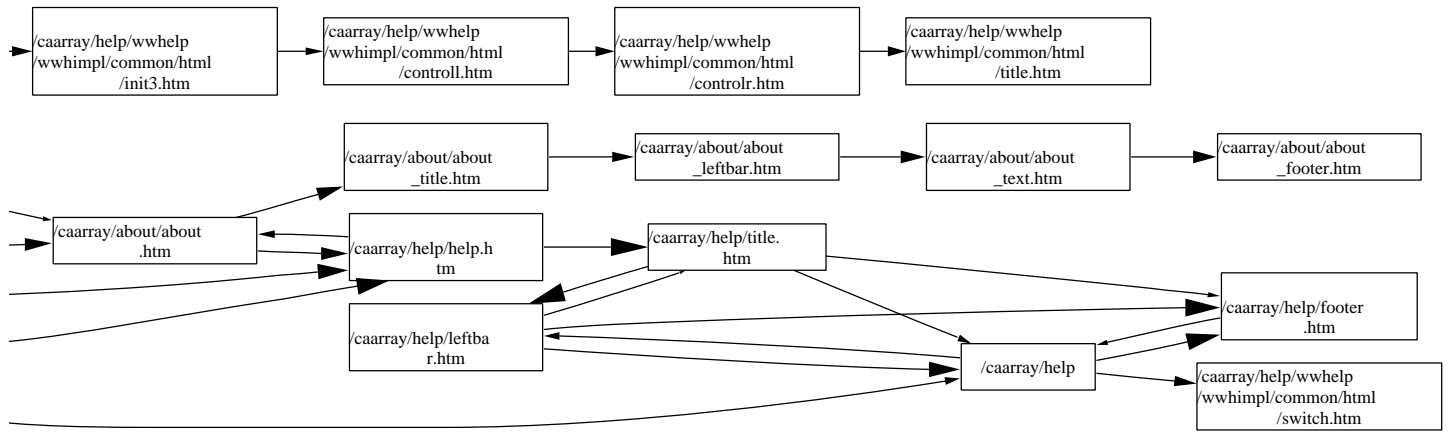 /caarray/help/wwhelp
/wwhimpl/common/html
/init3.htm
/caarray/help/wwhelp
/wwhimpl/common/html
/controll.htm
/caarray/help/wwhelp
/wwhimpl/common/html
/controlr.htm
/caarray/help/wwhelp
/wwhimpl/common/html
/title.htm
/caarray/about/about
_title.htm
/caarray/about/about
_leftbar.htm
/caarray/about/about
_text.htm
/caarray/about/about
_footer.htm
/caarray/about/about
.htm
/caarray/help/help.h
tm
/caarray/help/title.
htm
/caarray/help/leftba
r.htm
/caarray/help/footer
.htm
/caarray/help
/caarray/help/wwhelp
/wwhimpl/common/html
/switch.htm